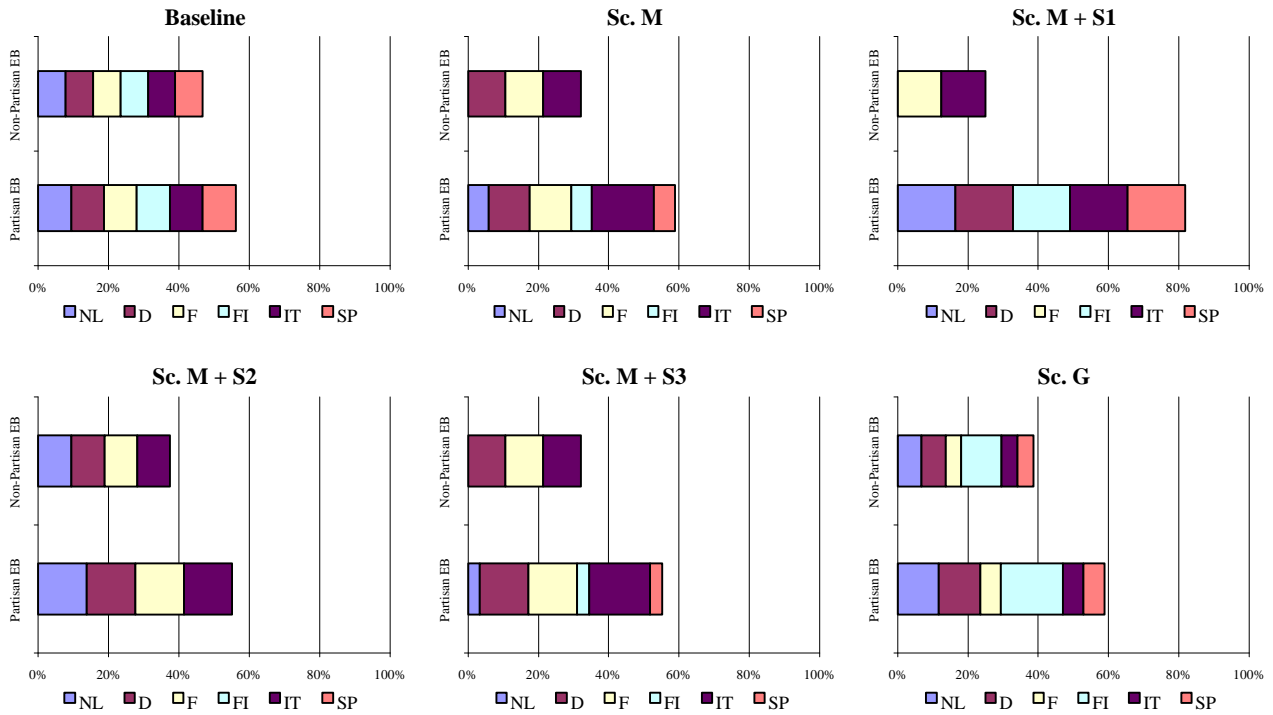 Baseline
Non-Partisan EB
Partisan EB
0% 20% 40% 60% 80% 100%
NL D F FI IT SP
Sc. M
Non-Partisan EB
Partisan EB
0% 20% 40% 60% 80% 100%
NL D F FI IT SP
Sc. M + S1
Non-Partisan EB
Partisan EB
0% 20% 40% 60% 80% 100%
NL D F FI IT SP
Sc. M + S2
Non-Partisan EB
Partisan EB
0% 20% 40% 60% 80% 100%
NL D F FI IT SP
Sc. M + S3
Non-Partisan EB
Partisan EB
0% 20% 40% 60% 80% 100%
NL D F FI IT SP
Sc. G
Non-Partisan EB
Partisan EB
0% 20% 40% 60% 80% 100%
NL D F FI IT SP